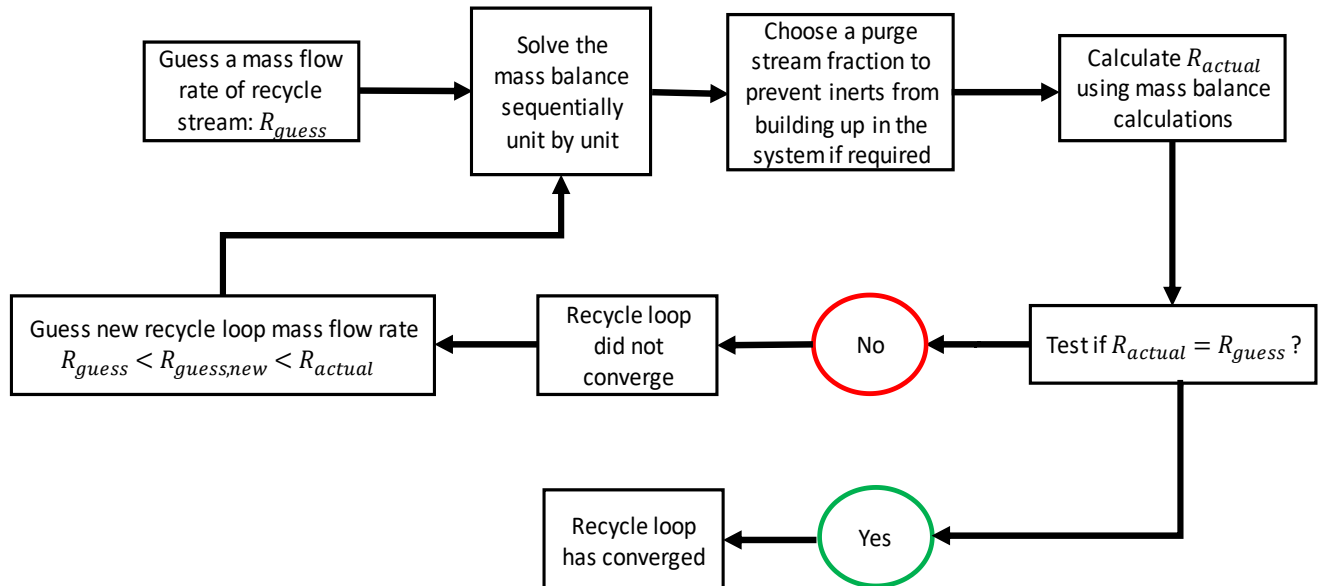 Guess a mass flow
rate of recycle
stream: R_guess
Solve the
mass balance
sequentially
unit by unit
Choose a purge
stream fraction to
prevent inerts from
building up in the
system if required
Calculate R_actual
using mass balance
calculations
Guess new recycle loop mass flow rate
R_guess < R_guess,new < R_actual
Recycle loop
did not
converge
No
Test if R_actual = R_guess ?
Recycle loop
has converged
Yes